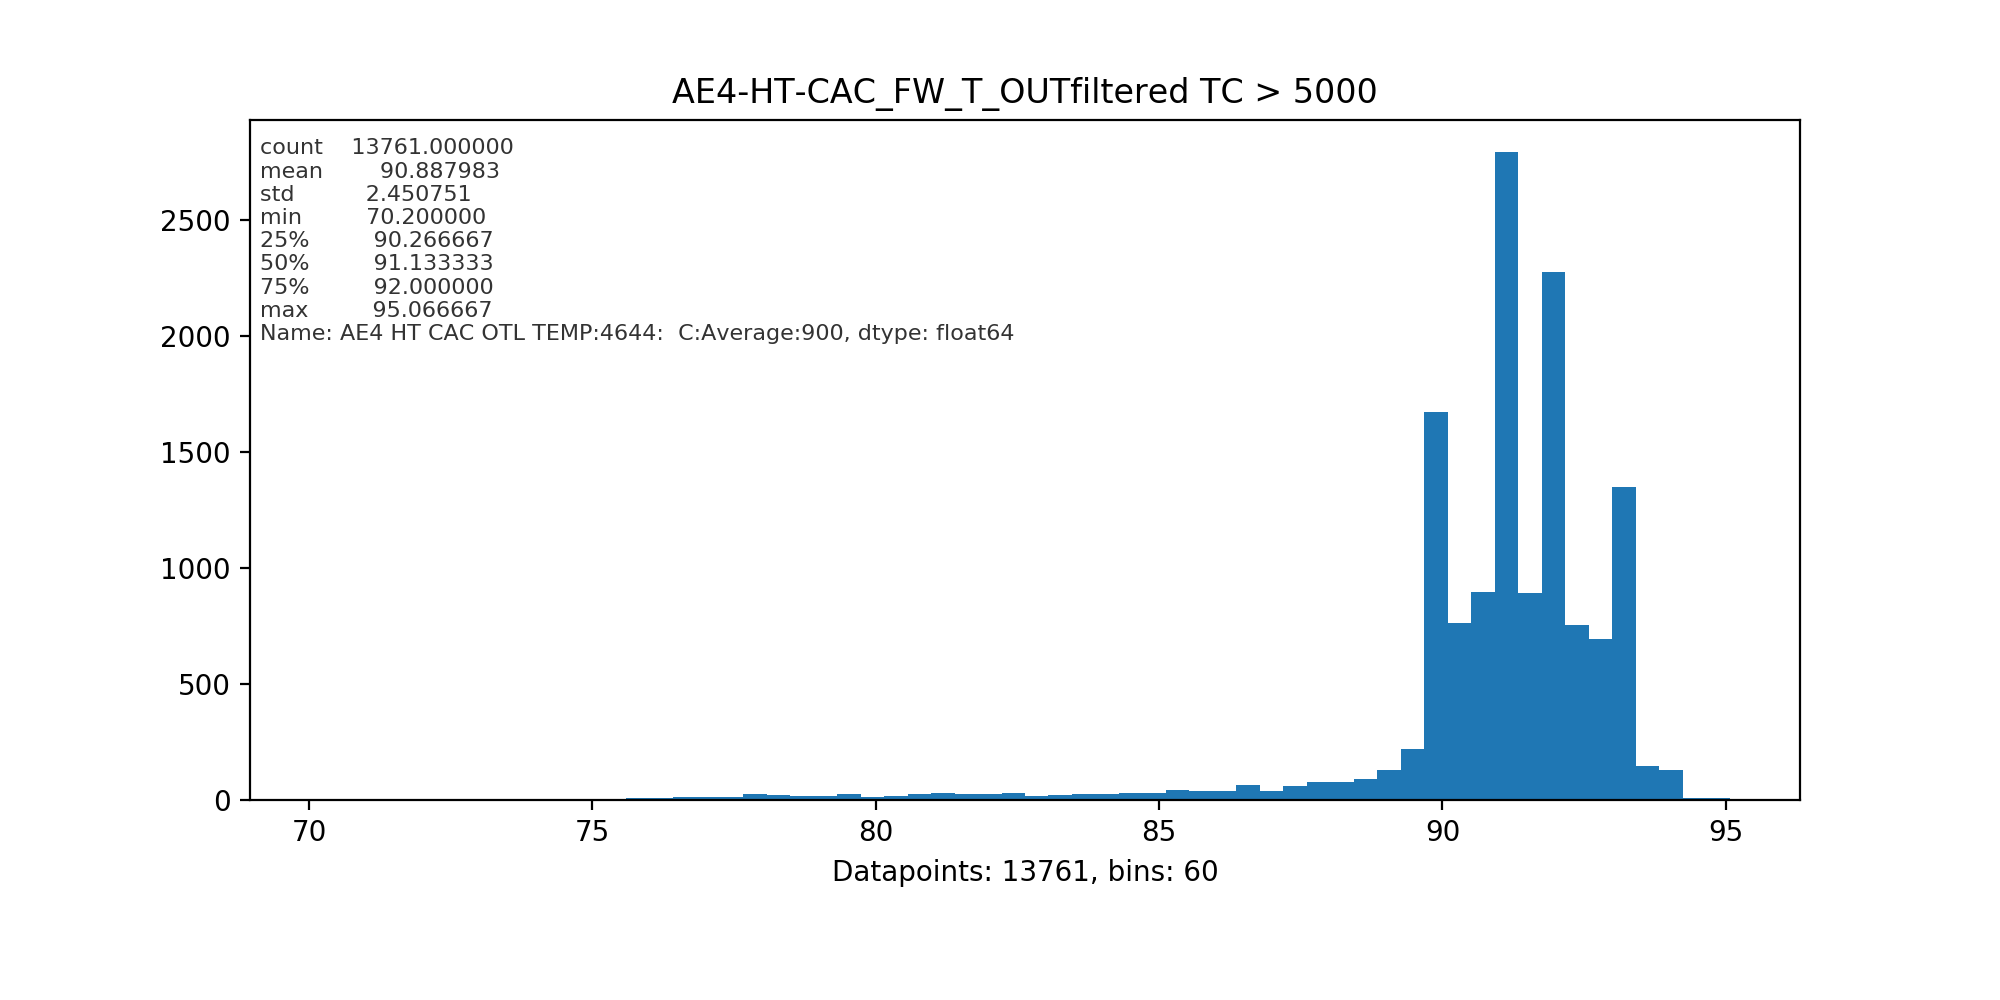 AE4-HT-CAC_FW_T_OUTfiltered TC > 5000
count 13761.000000
mean 90.887983
std 2.450751
min 70.200000
25% 90.266667
50% 91.133333
75% 92.000000
max 95.066667
Name: AE4 HT CAC OTL TEMP:4644:  C:Average:900, dtype: float64
2500
2000
1500
1000
500
0
70 75 80 85 90 95
Datapoints: 13761, bins: 60